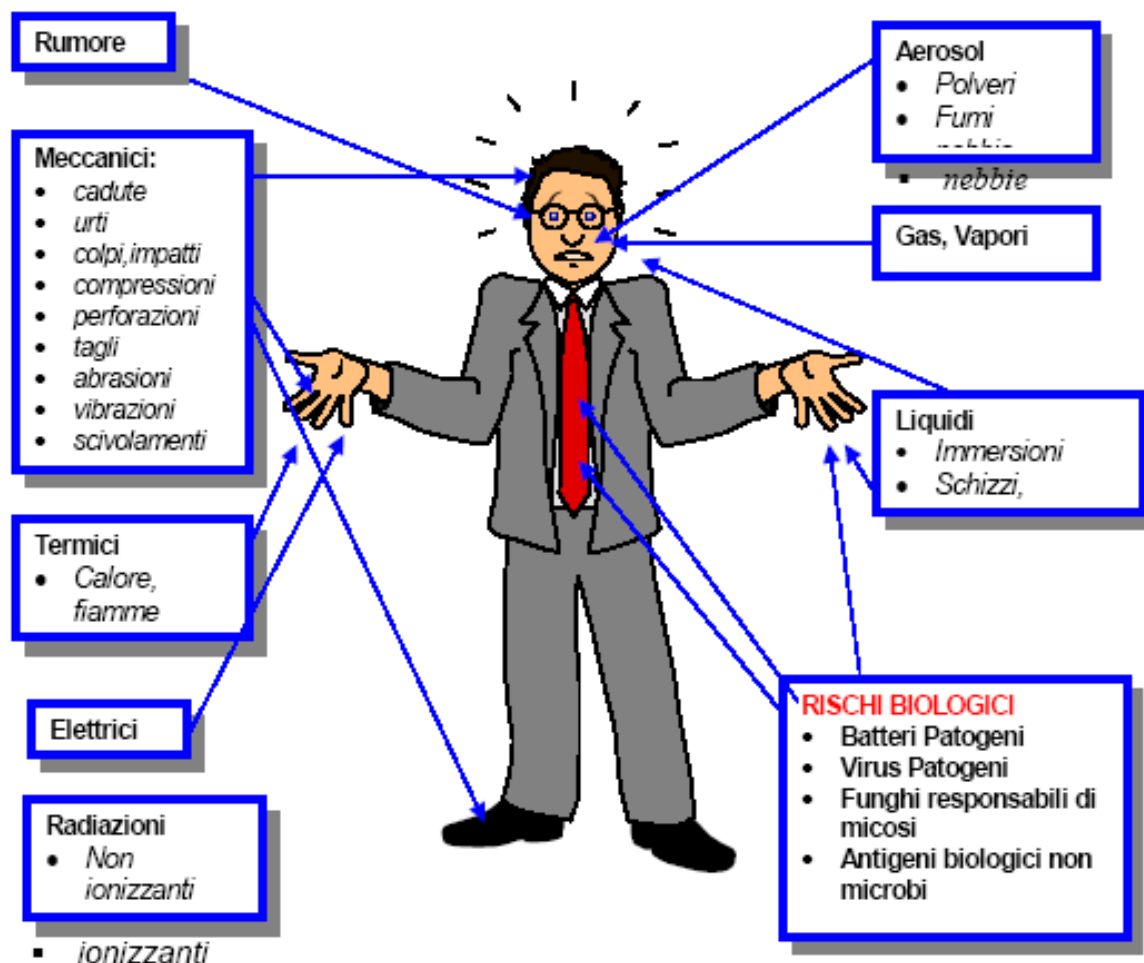 Rumore
Meccanici:
• cadute
• urti
• colpi,impatti
• compressioni
• perforazioni
• tagli
• abrasioni
• vibrazioni
• scivolamenti
Termici
• Calore,
fiamme
Elettrici
Radiazioni
• Non
ionizzanti
▪ ionizzanti
Aerosol
• Polveri
• Fumi
nebbie
▪ nebbie
Gas, Vapori
Liquidi
• Immersioni
• Schizzi,
RISCHI BIOLOGICI
• Batteri Patogeni
• Virus Patogeni
• Funghi responsabili di
micosi
• Antigeni biologici non
microbi